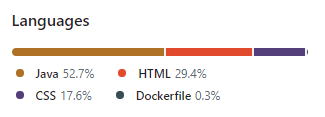 Languages
Java 52.7% HTML 29.4%
CSS 17.6% Dockerfile 0.3%